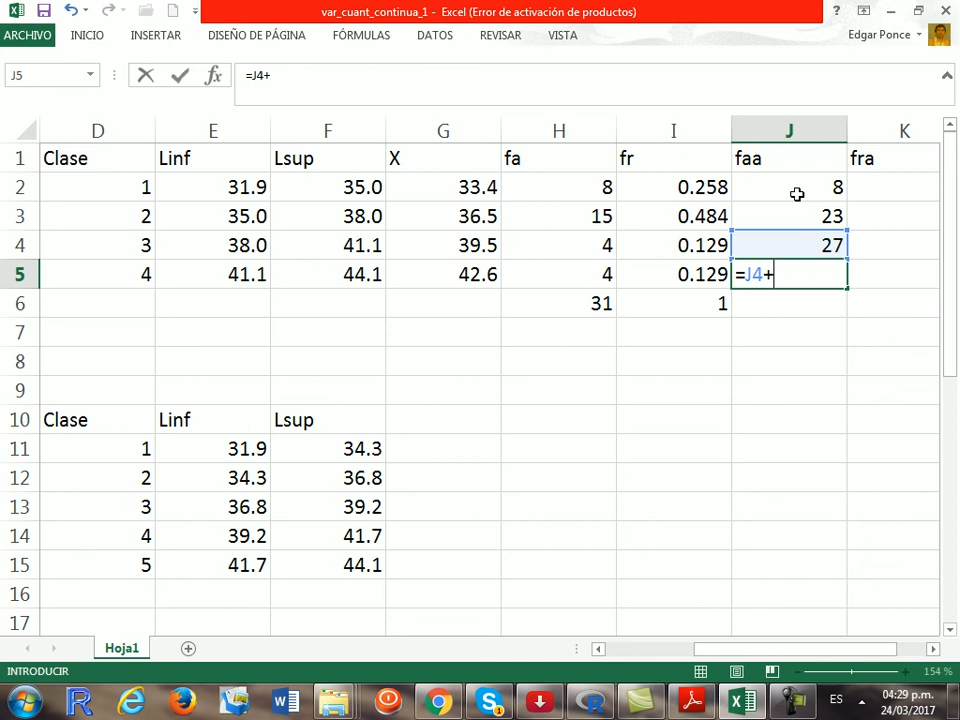 var_cuant_continua_1 - Excel (Error de activación de productos)
ARCHIVO INICIO INSERTAR DISEÑO DE PÁGINA FÓRMULAS DATOS REVISAR VISTA Edgar Ponce
J5 fx =J4+
D E F G H I J K
1 Clase Linf Lsup X fa fr faa fra
2 1 31.9 35.0 33.4 8 0.258 8
3 2 35.0 38.0 36.5 15 0.484 23
4 3 38.0 41.1 39.5 4 0.129 27
5 4 41.1 44.1 42.6 4 0.129 =J4+
6 31 1
7
8
9
10 Clase Linf Lsup
11 1 31.9 34.3
12 2 34.3 36.8
13 3 36.8 39.2
14 4 39.2 41.7
15 5 41.7 44.1
16
17
Hoja1
INTRODUCIR 154 %
ES 04:29 p.m.
24/03/2017